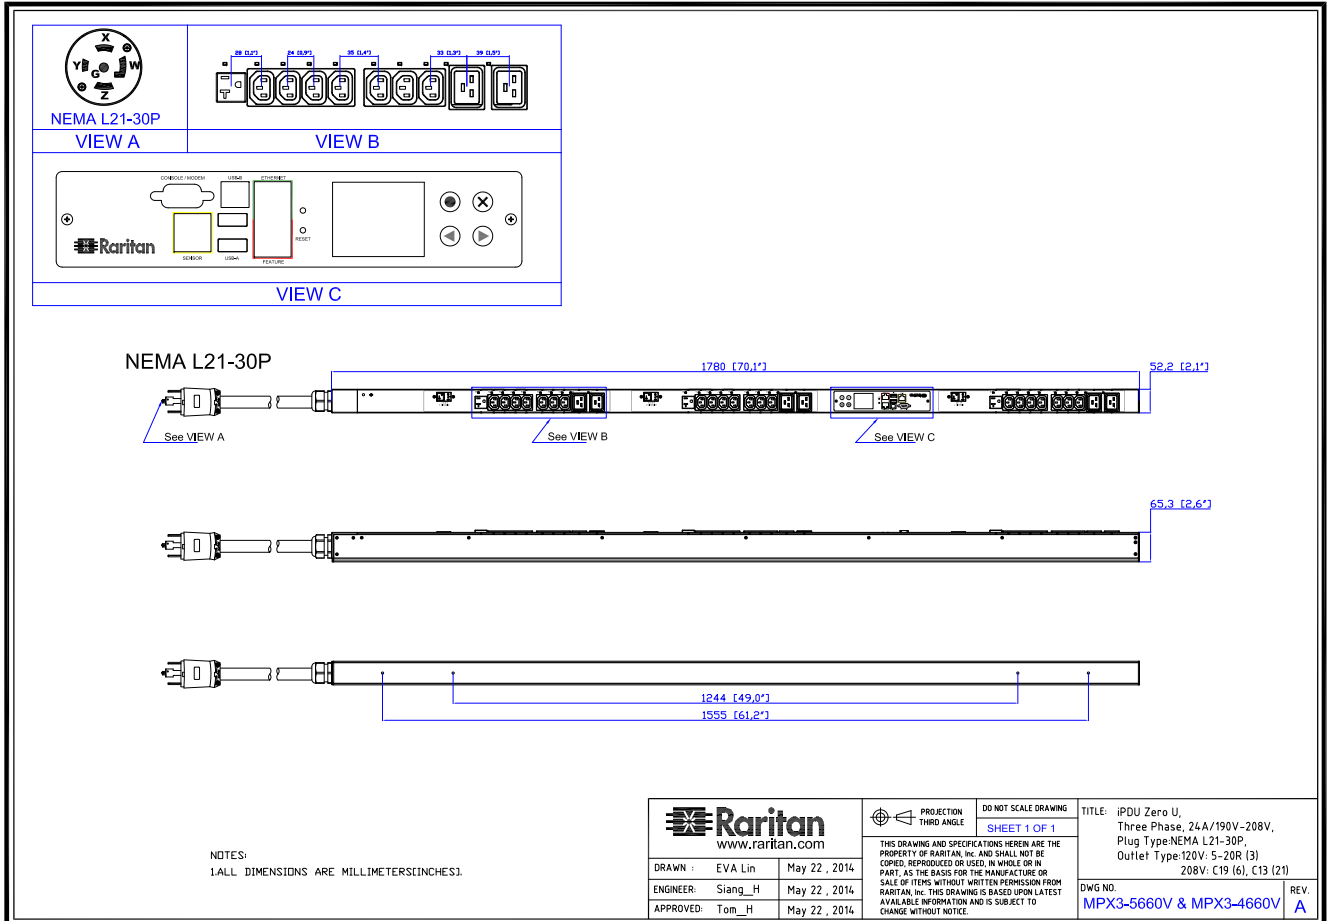 X
Y
W
G
Z
NEMA L21-30P
VIEW A
28 [1,1"]
24 [0,9"]
35 [1,4"]
33 [1,3"]
39 [1,5"]
VIEW B
CONSOLE / MODEM
USB-B
ETHERNET
RESET
Raritan
SENSOR
USB-A
FEATURE
VIEW C
NEMA L21-30P
1780 [70,1"]
52,2 [2,1"]
See VIEW A
See VIEW B
See VIEW C
65,3 [2,6"]
1244 [49,0"]
1555 [61,2"]
NOTES:
1.ALL DIMENSIONS ARE MILLIMETERS[INCHES].
Raritan
www.raritan.com
DRAWN : EVA Lin May 22 , 2014
ENGINEER: Siang_H May 22 , 2014
APPROVED: Tom_H May 22 , 2014
PROJECTION
THIRD ANGLE
DO NOT SCALE DRAWING
SHEET 1 OF 1
THIS DRAWING AND SPECIFICATIONS HEREIN ARE THE
PROPERTY OF RARITAN, Inc. AND SHALL NOT BE
COPIED, REPRODUCED OR USED, IN WHOLE OR IN
PART, AS THE BASIS FOR THE MANUFACTURE OR
SALE OF ITEMS WITHOUT WRITTEN PERMISSION FROM
RARITAN, Inc. THIS DRAWING IS BASED UPON LATEST
AVAILABLE INFORMATION AND IS SUBJECT TO
CHANGE WITHOUT NOTICE.
TITLE: iPDU Zero U,
Three Phase, 24A/190V-208V,
Plug Type:NEMA L21-30P,
Outlet Type:120V: 5-20R (3)
208V: C19 (6), C13 (21)
DWG NO.
MPX3-5660V & MPX3-4660V
REV.
A